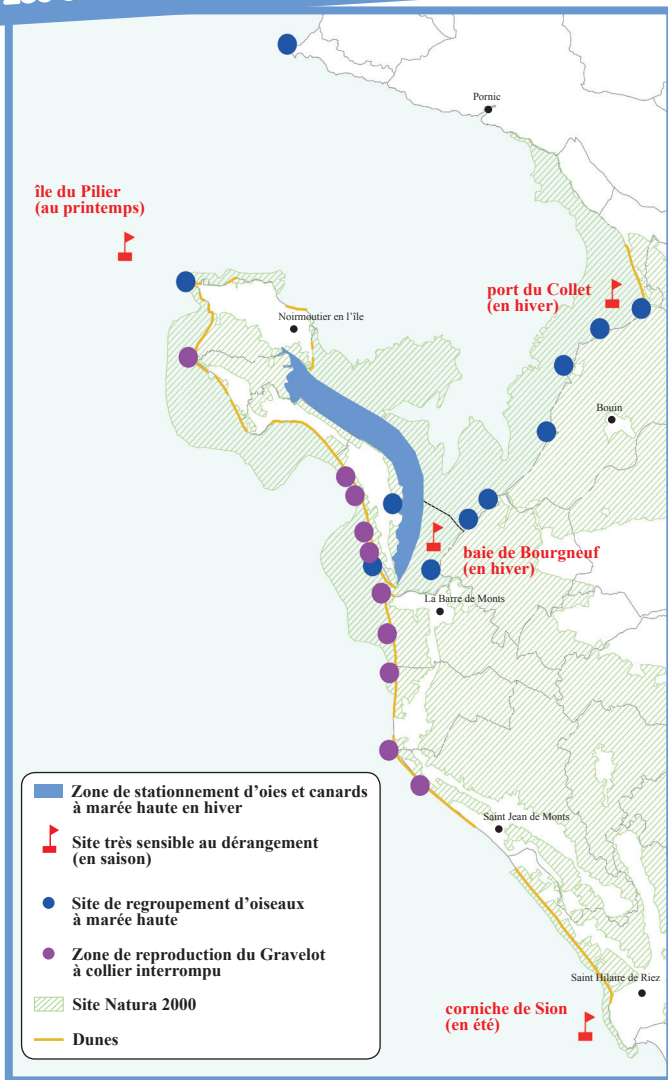 Pornic
île du Pilier
(au printemps)
port du Collet
(en hiver)
Noirmoutier en l'île
Bouin
baie de Bourgneuf
(en hiver)
La Barre de Monts
Zone de stationnement d'oies et canards
à marée haute en hiver
Site très sensible au dérangement
(en saison)
Site de regroupement d'oiseaux
à marée haute
Zone de reproduction du Gravelot
à collier interrompu
Site Natura 2000
Dunes
Saint Jean de Monts
Saint Hilaire de Riez
corniche de Sion
(en été)